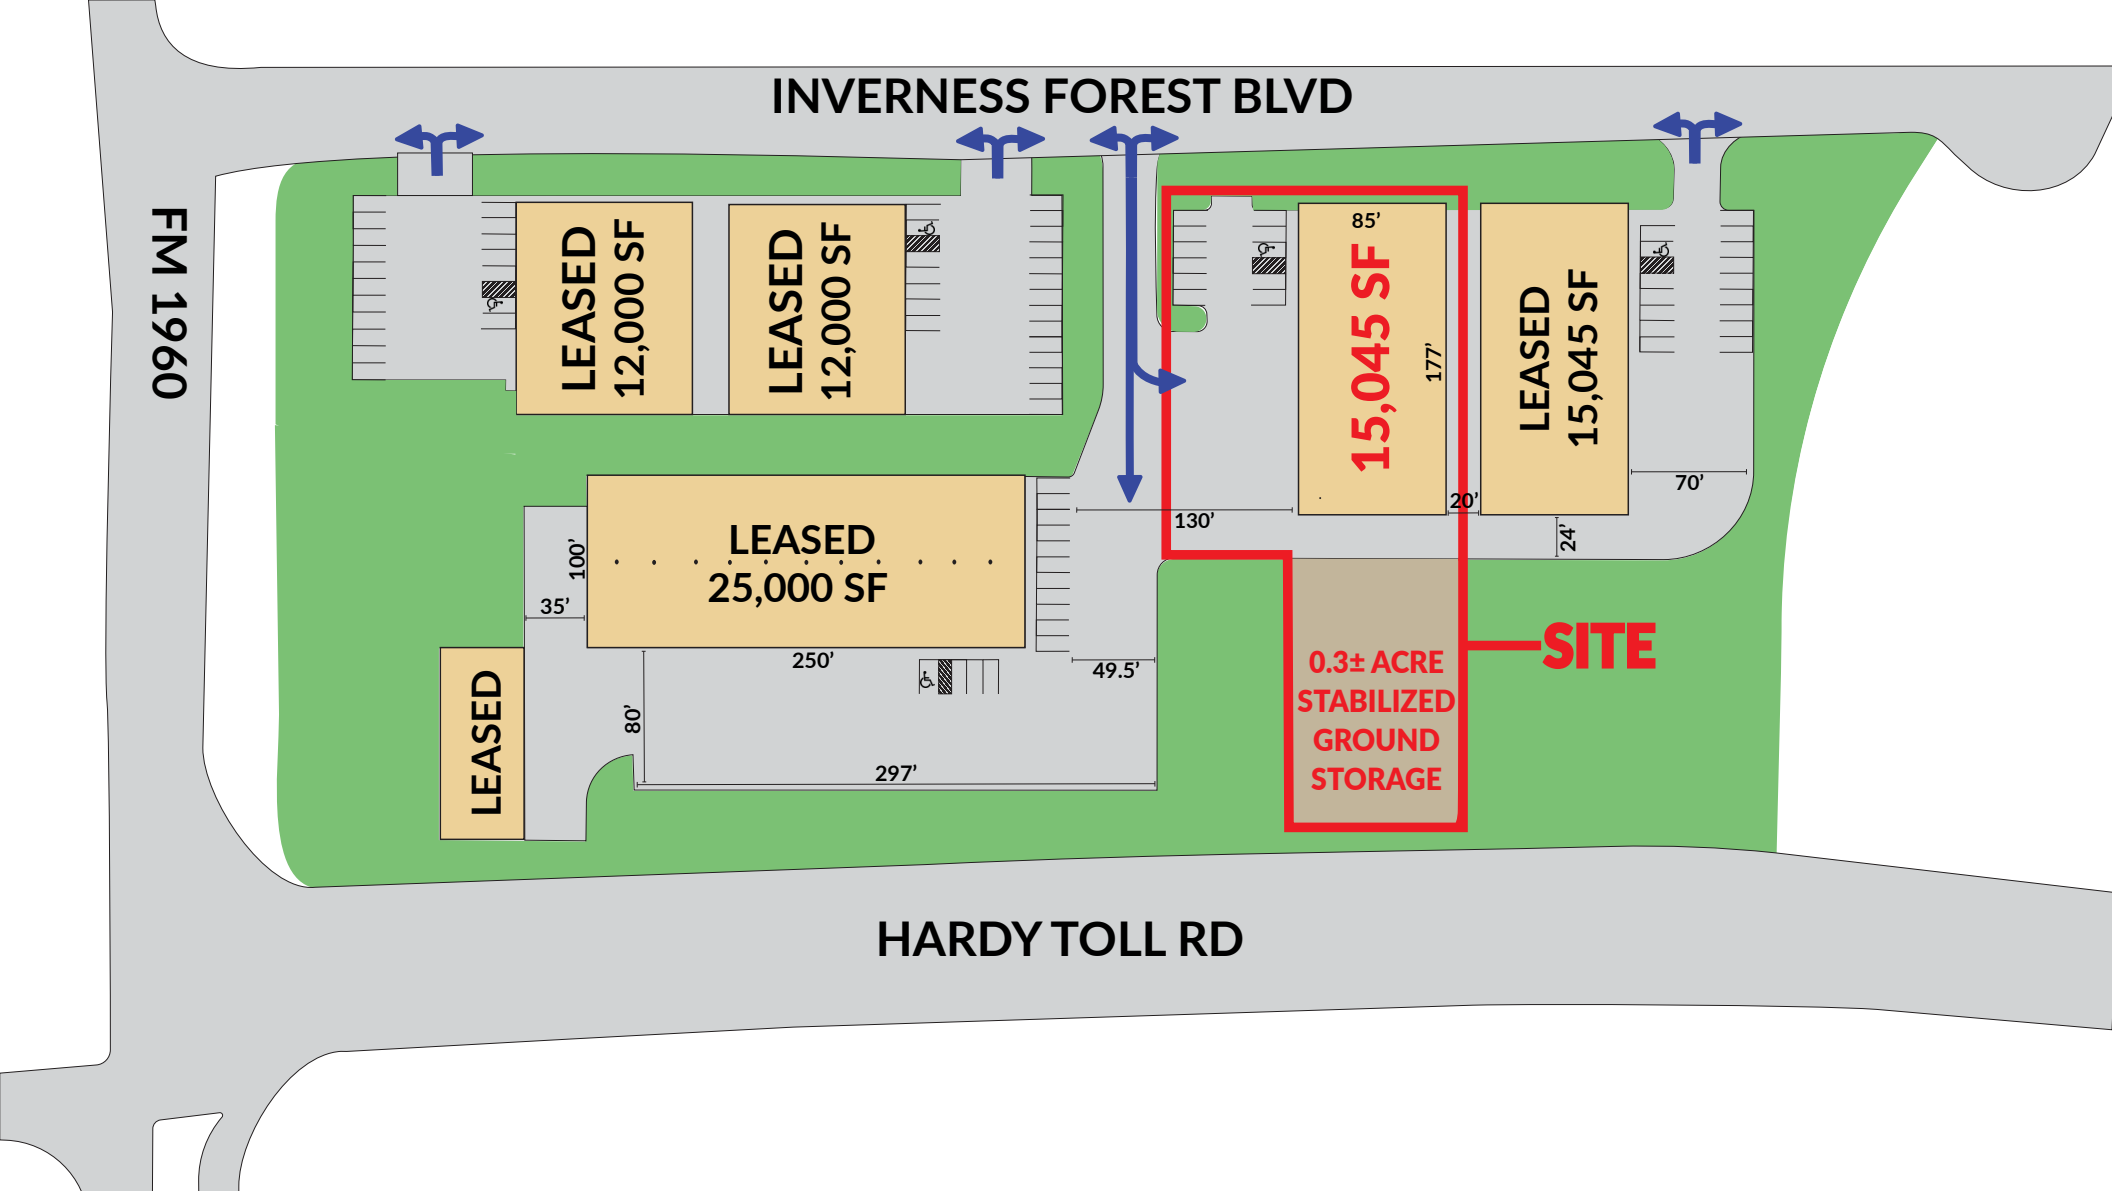 INVERNESS FOREST BLVD
FM 1960
LEASED
12,000 SF
LEASED
12,000 SF
85’
15,045 SF
177’
LEASED
15,045 SF
20’
70’
24’
130’
LEASED
25,000 SF
100’
35’
250’
49.5’
80’
297’
LEASED
SITE
0.3± ACRE
STABILIZED
GROUND
STORAGE
HARDY TOLL RD